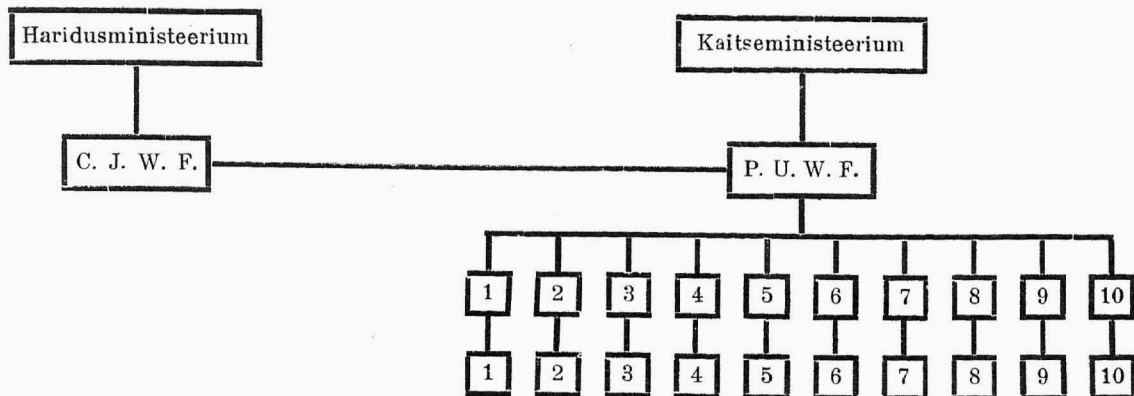 Haridusministeerium
Kaitseministeerium
C. J. W. F.
P. U. W. F.
1 2 3 4 5 6 7 8 9 10
1 2 3 4 5 6 7 8 9 10